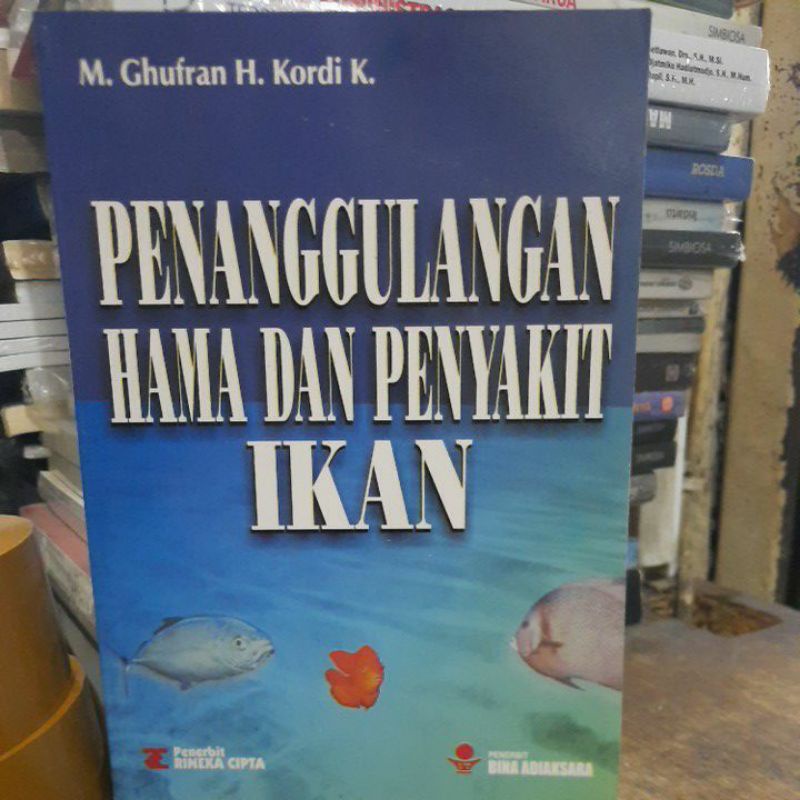 M. Ghufran H. Kordi K.
PENANGGULANGAN
HAMA DAN PENYAKIT
IKAN
Penerbit
RINEKA CIPTA
PENERBIT
BINA ADIAKSARA
SIMBIOSA
ROSDA
SIMBIOSA